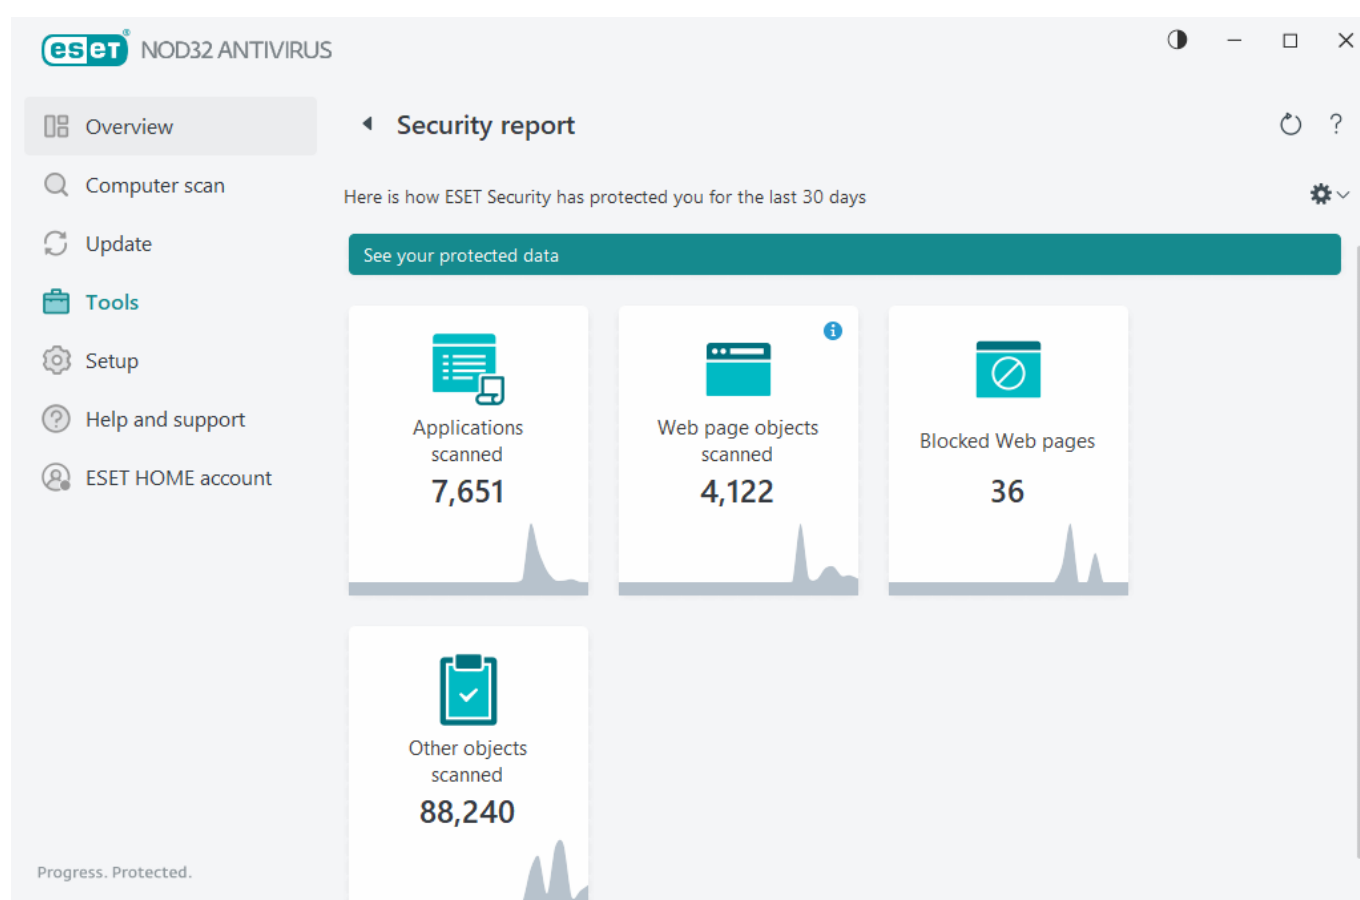 eset® NOD32 ANTIVIRUS
Overview
Computer scan
Update
Tools
Setup
Help and support
ESET HOME account
Progress. Protected.
Security report
?
Here is how ESET Security has protected you for the last 30 days
See your protected data
Applications
scanned
7,651
Web page objects
scanned
4,122
Blocked Web pages
36
Other objects
scanned
88,240